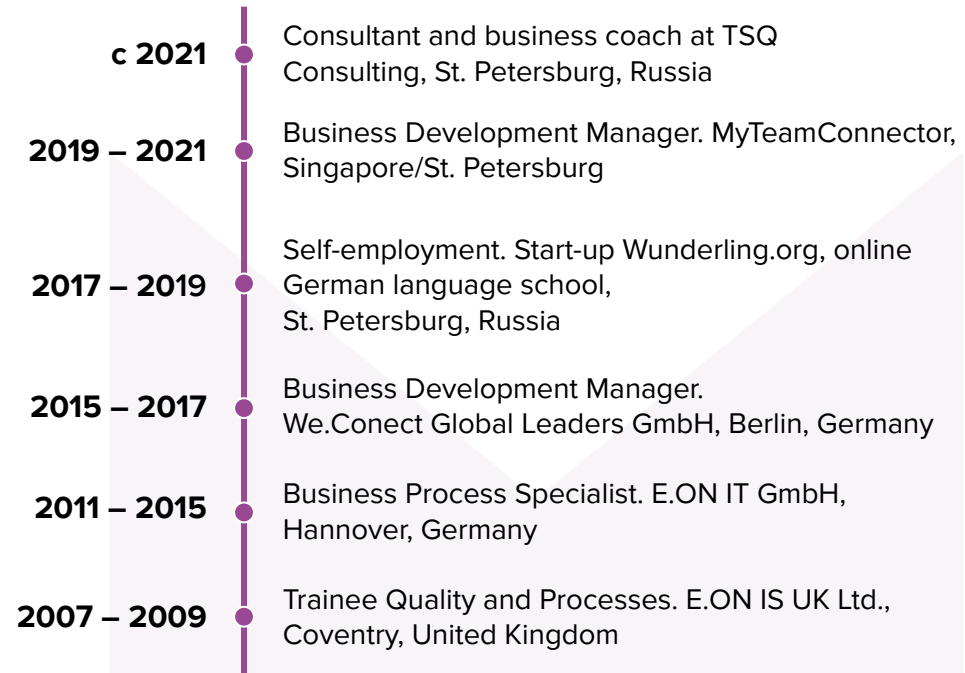 c 2021
Consultant and business coach at TSQ
Consulting, St. Petersburg, Russia
2019 – 2021
Business Development Manager. MyTeamConnector,
Singapore/St. Petersburg
2017 – 2019
Self-employment. Start-up Wunderling.org, online
German language school,
St. Petersburg, Russia
2015 – 2017
Business Development Manager.
We.Conect Global Leaders GmbH, Berlin, Germany
2011 – 2015
Business Process Specialist. E.ON IT GmbH,
Hannover, Germany
2007 – 2009
Trainee Quality and Processes. E.ON IS UK Ltd.,
Coventry, United Kingdom